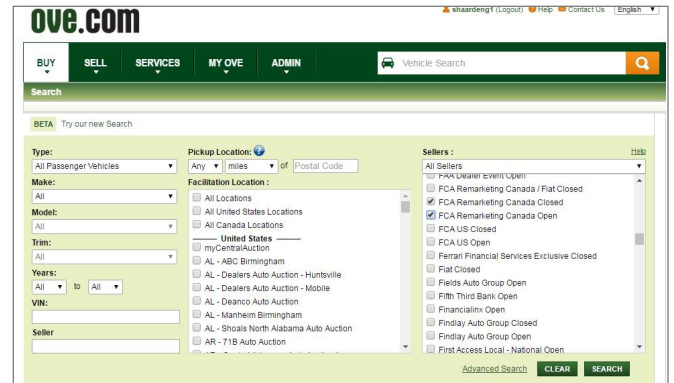 ove.com
shaardeng1 (Logout) Help Contact Us English
BUY SELL SERVICES MY OVE ADMIN Vehicle Search
Search
BETA Try our new Search
Type:
All Passenger Vehicles
Make:
All
Model:
All
Trim:
All
Years:
All to All
VIN:
Seller
Pickup Location:
Any miles of Postal Code
Facilitation Location :
All Locations
All United States Locations
All Canada Locations
United States
myCentralAuction
AL - ABC Birmingham
AL - Dealers Auto Auction - Huntsville
AL - Dealers Auto Auction - Mobile
AL - Deanco Auto Auction
AL - Manheim Birmingham
AL - Shoals North Alabama Auto Auction
AR - 71B Auto Auction
Sellers : Help
All Sellers
FAA Dealer Event Open
FCA Remarketing Canada / Fiat Closed
FCA Remarketing Canada Closed
FCA Remarketing Canada Open
FCA US Closed
FCA US Open
Ferrari Financial Services Exclusive Closed
Fiat Closed
Fields Auto Group Open
Fifth Third Bank Open
Financialinx Open
Findlay Auto Group Closed
Findlay Auto Group Open
First Access Local - National Open
Advanced Search CLEAR SEARCH